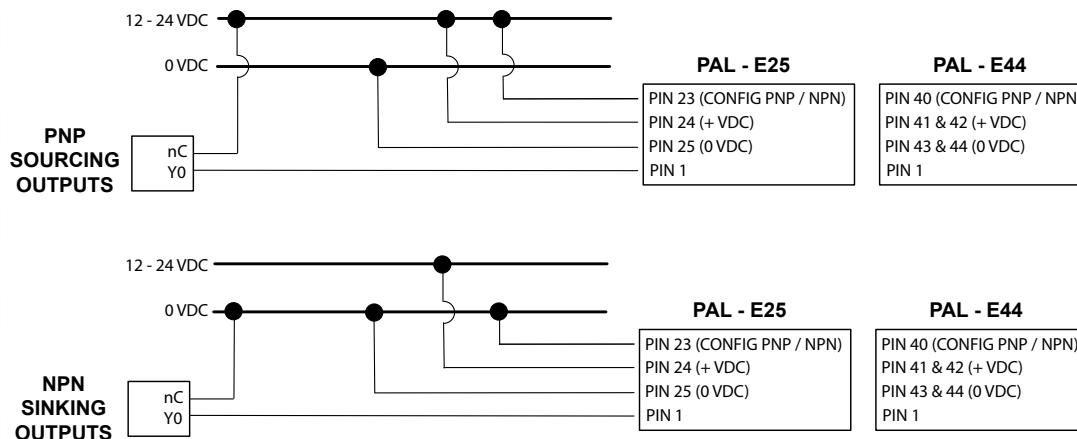 12 - 24 VDC
0 VDC
PAL - E25
PAL - E44
PNP
SOURCING
OUTPUTS
nC
Y0
PIN 23 (CONFIG PNP / NPN)
PIN 24 (+ VDC)
PIN 25 (0 VDC)
PIN 1
PIN 40 (CONFIG PNP / NPN
PIN 41 & 42 (+ VDC)
PIN 43 & 44 (0 VDC)
PIN 1
12 - 24 VDC
0 VDC
PAL - E25
PAL - E44
NPN
SINKING
OUTPUTS
nC
Y0
PIN 23 (CONFIG PNP / NPN)
PIN 24 (+ VDC)
PIN 25 (0 VDC)
PIN 1
PIN 40 (CONFIG PNP / NPN)
PIN 41 & 42 (+ VDC)
PIN 43 & 44 (0 VDC)
PIN 1